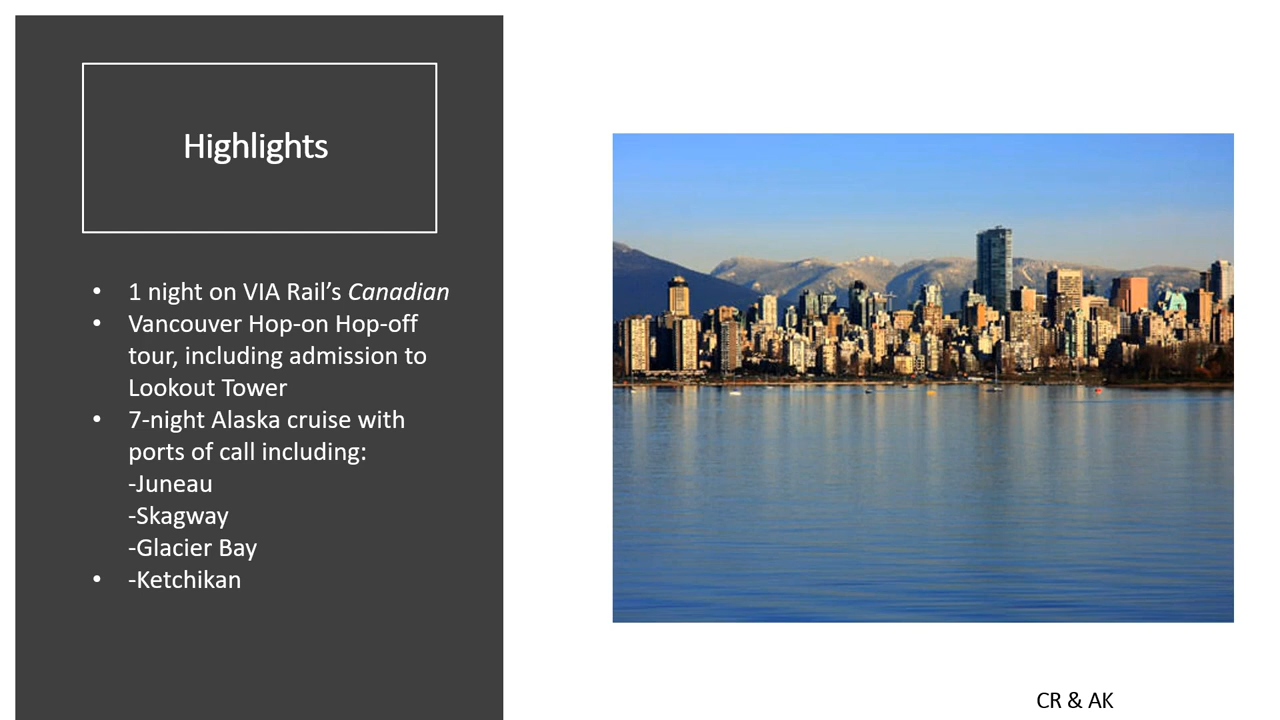 Highlights
• 1 night on VIA Rail’s Canadian
• Vancouver Hop-on Hop-off
tour, including admission to
Lookout Tower
• 7-night Alaska cruise with
ports of call including:
-Juneau
-Skagway
-Glacier Bay
• -Ketchikan
CR & AK